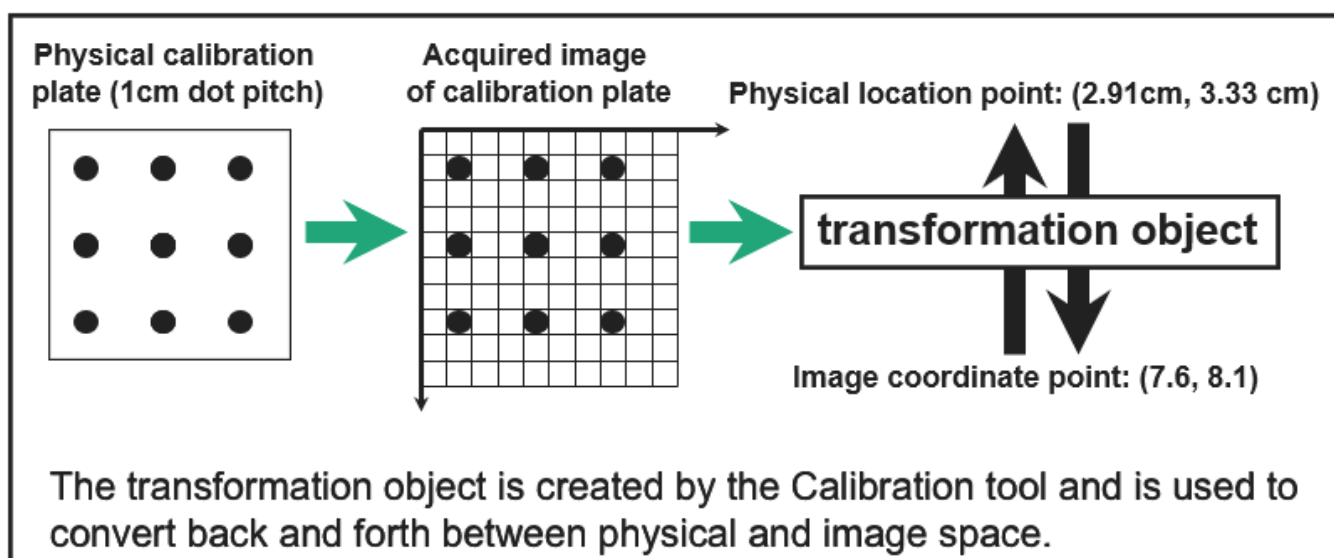 Physical calibration
plate (1cm dot pitch)
Acquired image
of calibration plate
Physical location point: (2.91cm, 3.33 cm)
transformation object
Image coordinate point: (7.6, 8.1)
The transformation object is created by the Calibration tool and is used to
convert back and forth between physical and image space.